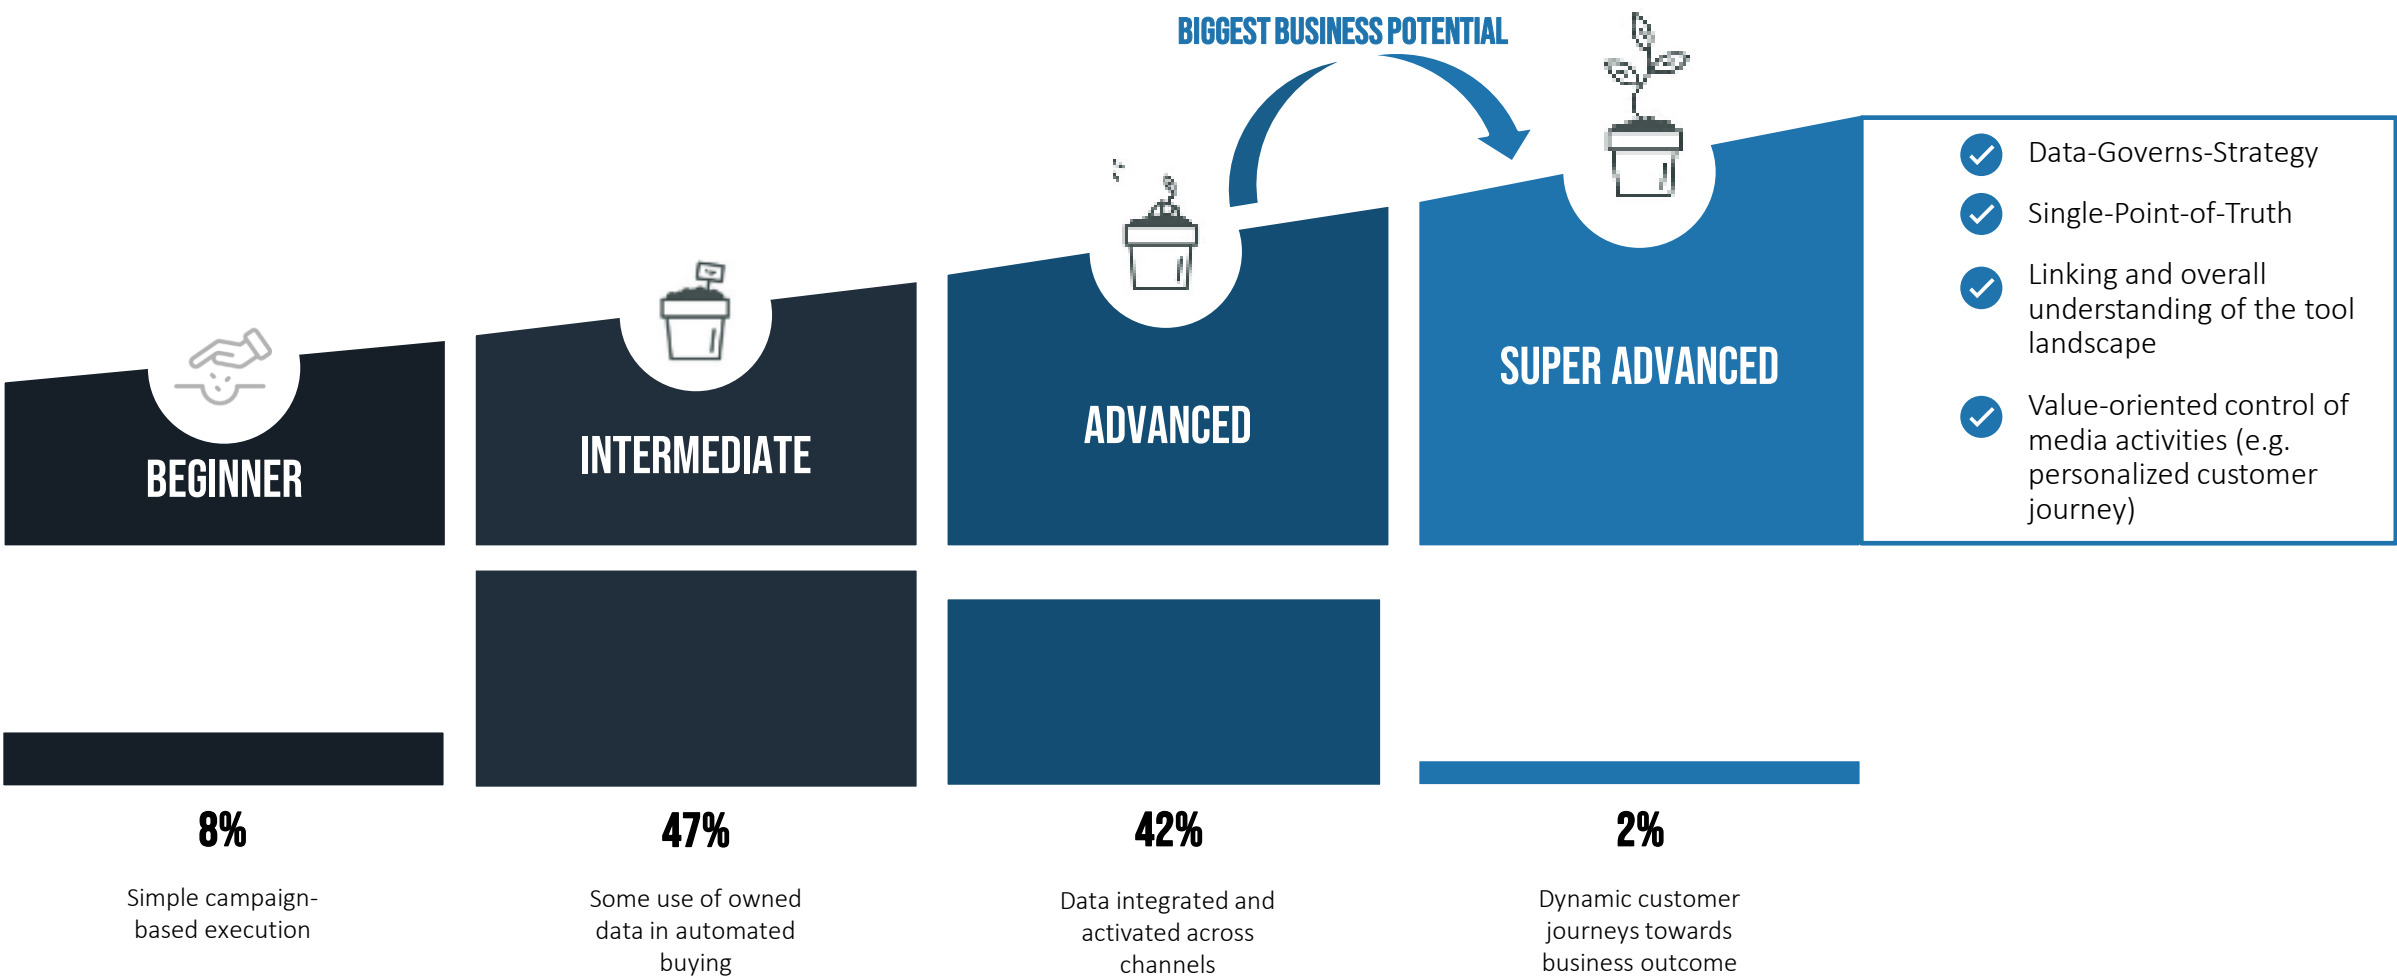 BIGGEST BUSINESS POTENTIAL
BEGINNER
INTERMEDIATE
ADVANCED
SUPER ADVANCED
Data-Governs-Strategy
Single-Point-of-Truth
Linking and overall
understanding of the tool
landscape
Value-oriented control of
media activities (e.g.
personalized customer
journey)
8%
Simple campaign-
based execution
47%
Some use of owned
data in automated
buying
42%
Data integrated and
activated across
channels
2%
Dynamic customer
journeys towards
business outcome